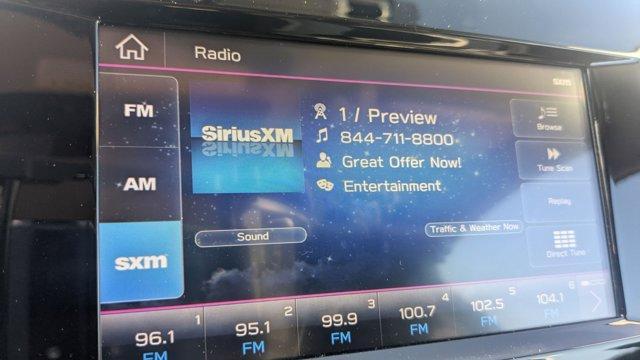 Radio
sxm
FM
AM
sxm
SiriusXM
1 / Preview
844-711-8800
Great Offer Now!
Entertainment
Browse
Tune Scan
Replay
Direct Tune
Sound
Traffic & Weather Now
1
96.1
FM
2
95.1
FM
3
99.9
FM
4
100.7
FM
5
102.5
FM
6
104.1
FM